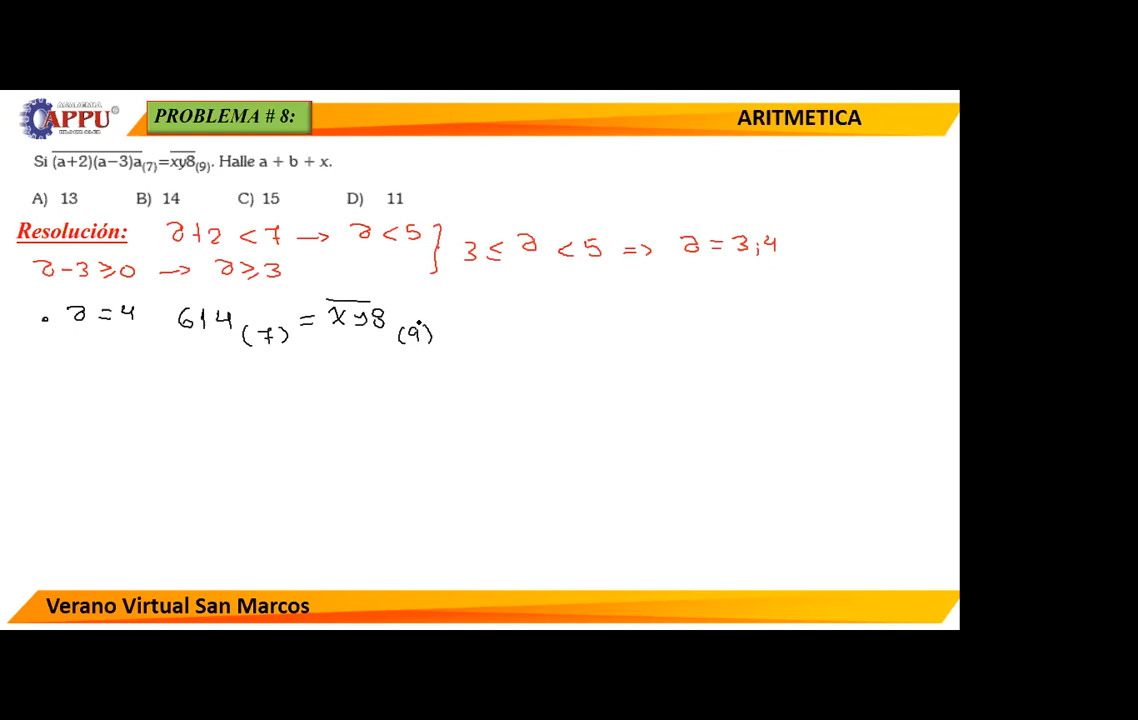 ACADEMIA
APPU®
PROBLEMA # 8:
ARITMETICA
Si (a+2)(a−3)a(7)=xy8(9). Halle a + b + x.
A) 13 B) 14 C) 15 D) 11
Resolución: a+2 < 7 → a < 5
a−3 ≥ 0 → a ≥ 3 } 3 ≤ a < 5 ⇒ a = 3;4
• a = 4 614(7) = xy8(9)
Verano Virtual San Marcos